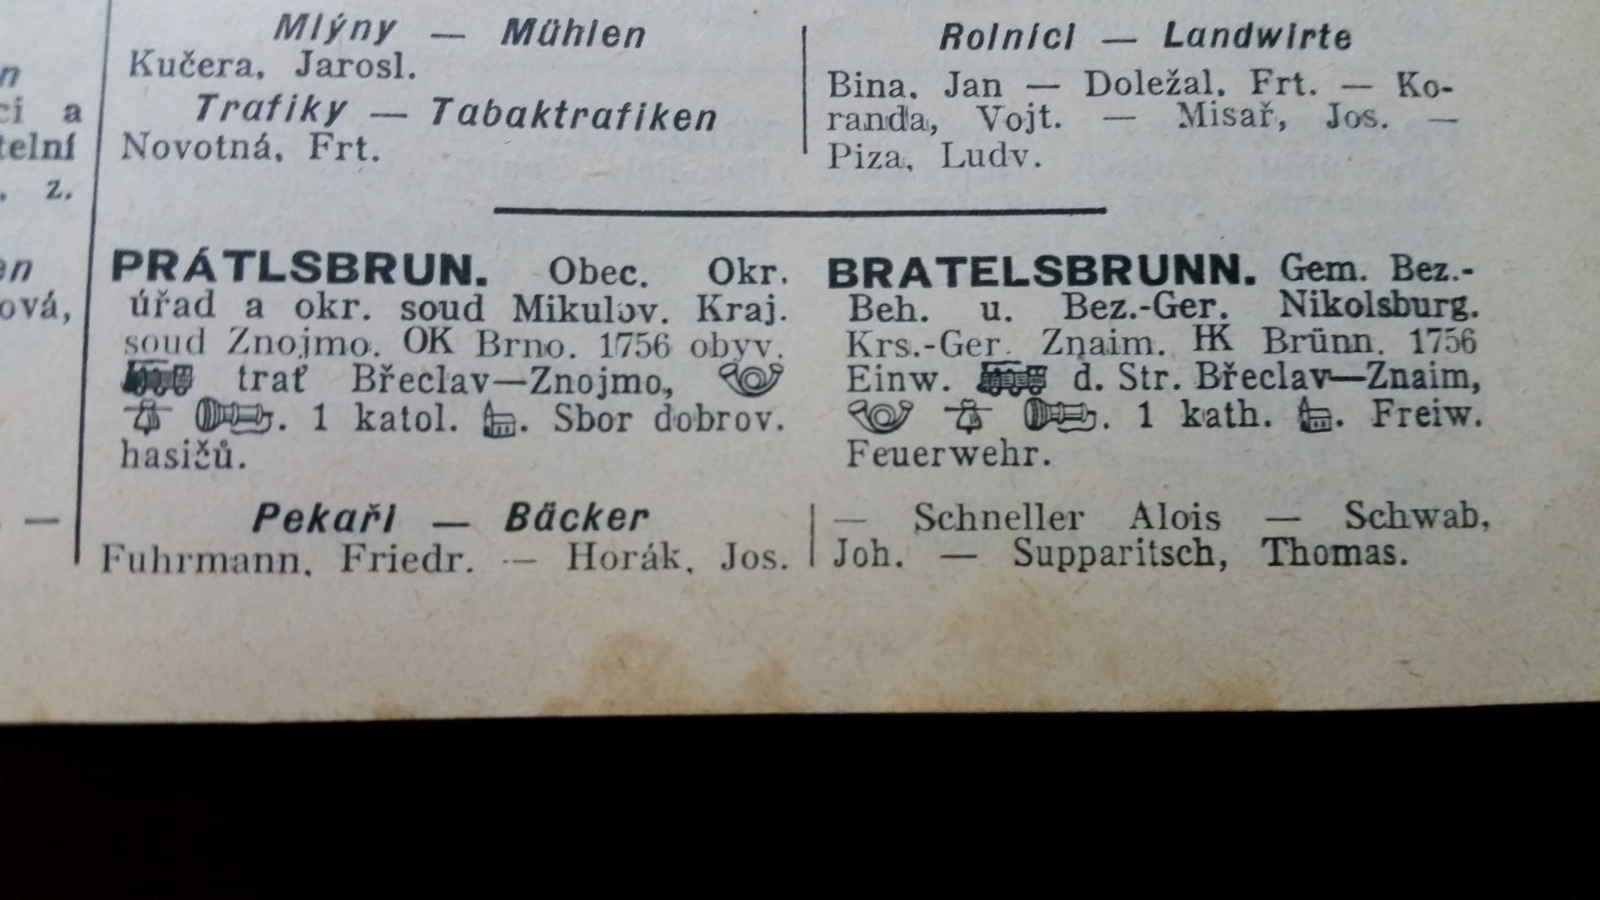 n
ci a
telní
. z.
en
ová,
—
Mlýny — Mühlen
Kučera, Jarosl.
Trafiky — Tabaktrafiken
Novotná, Frt.
Rolníci — Landwirte
Bina, Jan — Doležal, Frt. — Ko-
randa, Vojt. — Misař, Jos. —
Piza, Ludv.
PRÁTLSBRUN. Obec. Okr.
úřad a okr. soud Mikulov. Kraj.
soud Znojmo. OK Brno. 1756 obyv.
trať Břeclav—Znojmo,
. 1 katol. . Sbor dobrov.
hasičů.
BRATELSBRUNN. Gem. Bez.-
Beh. u. Bez.-Ger. Nikolsburg.
Krs.-Ger. Znaim. HK Brünn. 1756
Einw. d. Str. Břeclav—Znaim,
. 1 kath. . Freiw.
Feuerwehr.
Pekaři — Bäcker
Fuhrmann, Friedr. — Horák, Jos.
— Schneller Alois — Schwab,
Joh. — Supparitsch, Thomas.